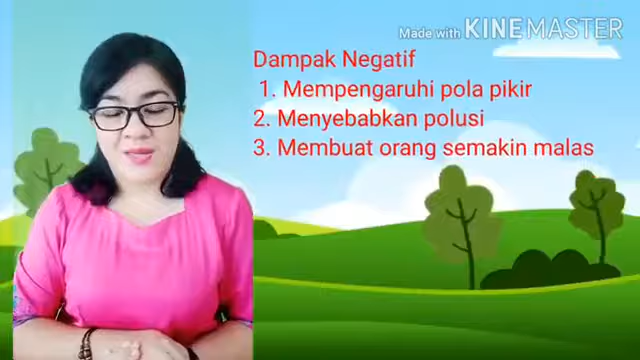 Made with KINEMASTER
Dampak Negatif
1. Mempengaruhi pola pikir
2. Menyebabkan polusi
3. Membuat orang semakin malas